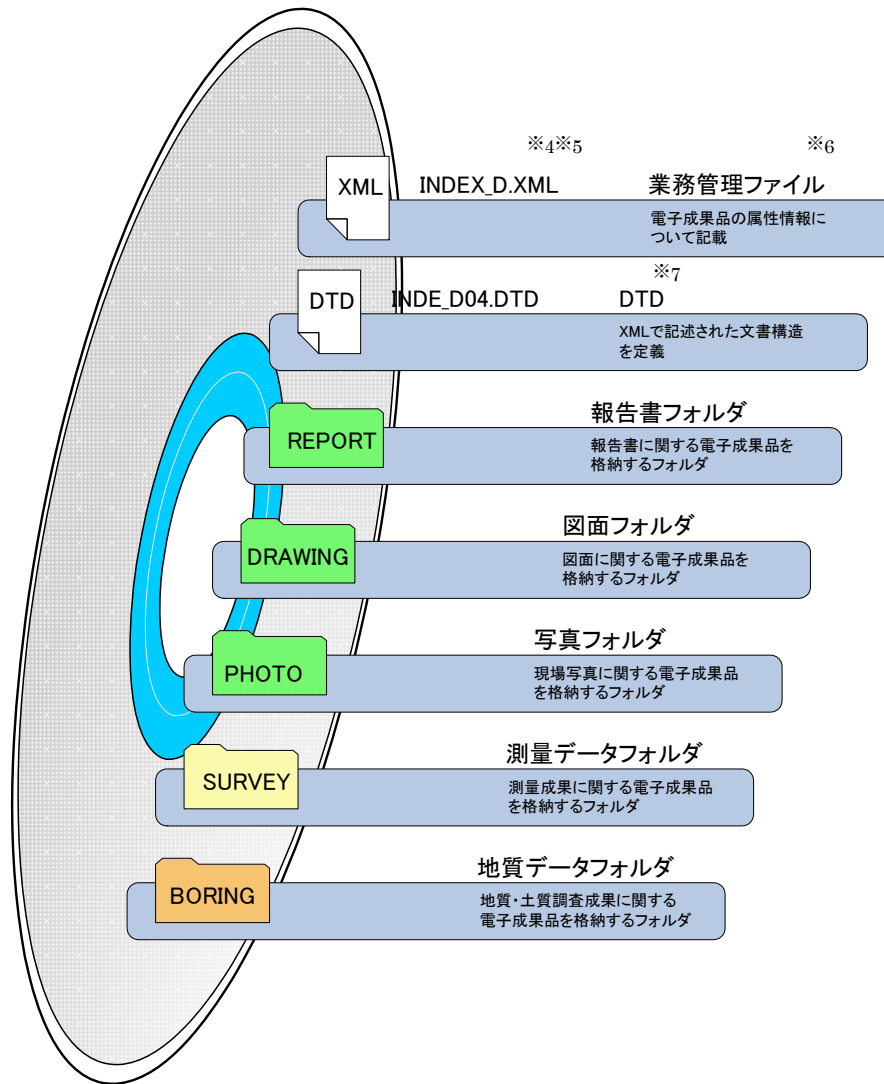 ※4※5 ※6
XML INDEX_D.XML 業務管理ファイル
電子成果品の属性情報に
ついて記載
※7
DTD INDE_D04.DTD DTD
XMLで記述された文書構造
を定義
報告書フォルダ
REPORT
報告書に関する電子成果品を
格納するフォルダ
図面フォルダ
DRAWING
図面に関する電子成果品を
格納するフォルダ
写真フォルダ
PHOTO
現場写真に関する電子成果品
を格納するフォルダ
測量データフォルダ
SURVEY
測量成果に関する電子成果品
を格納するフォルダ
地質データフォルダ
BORING
地質・土質調査成果に関する
電子成果品を格納するフォルダ